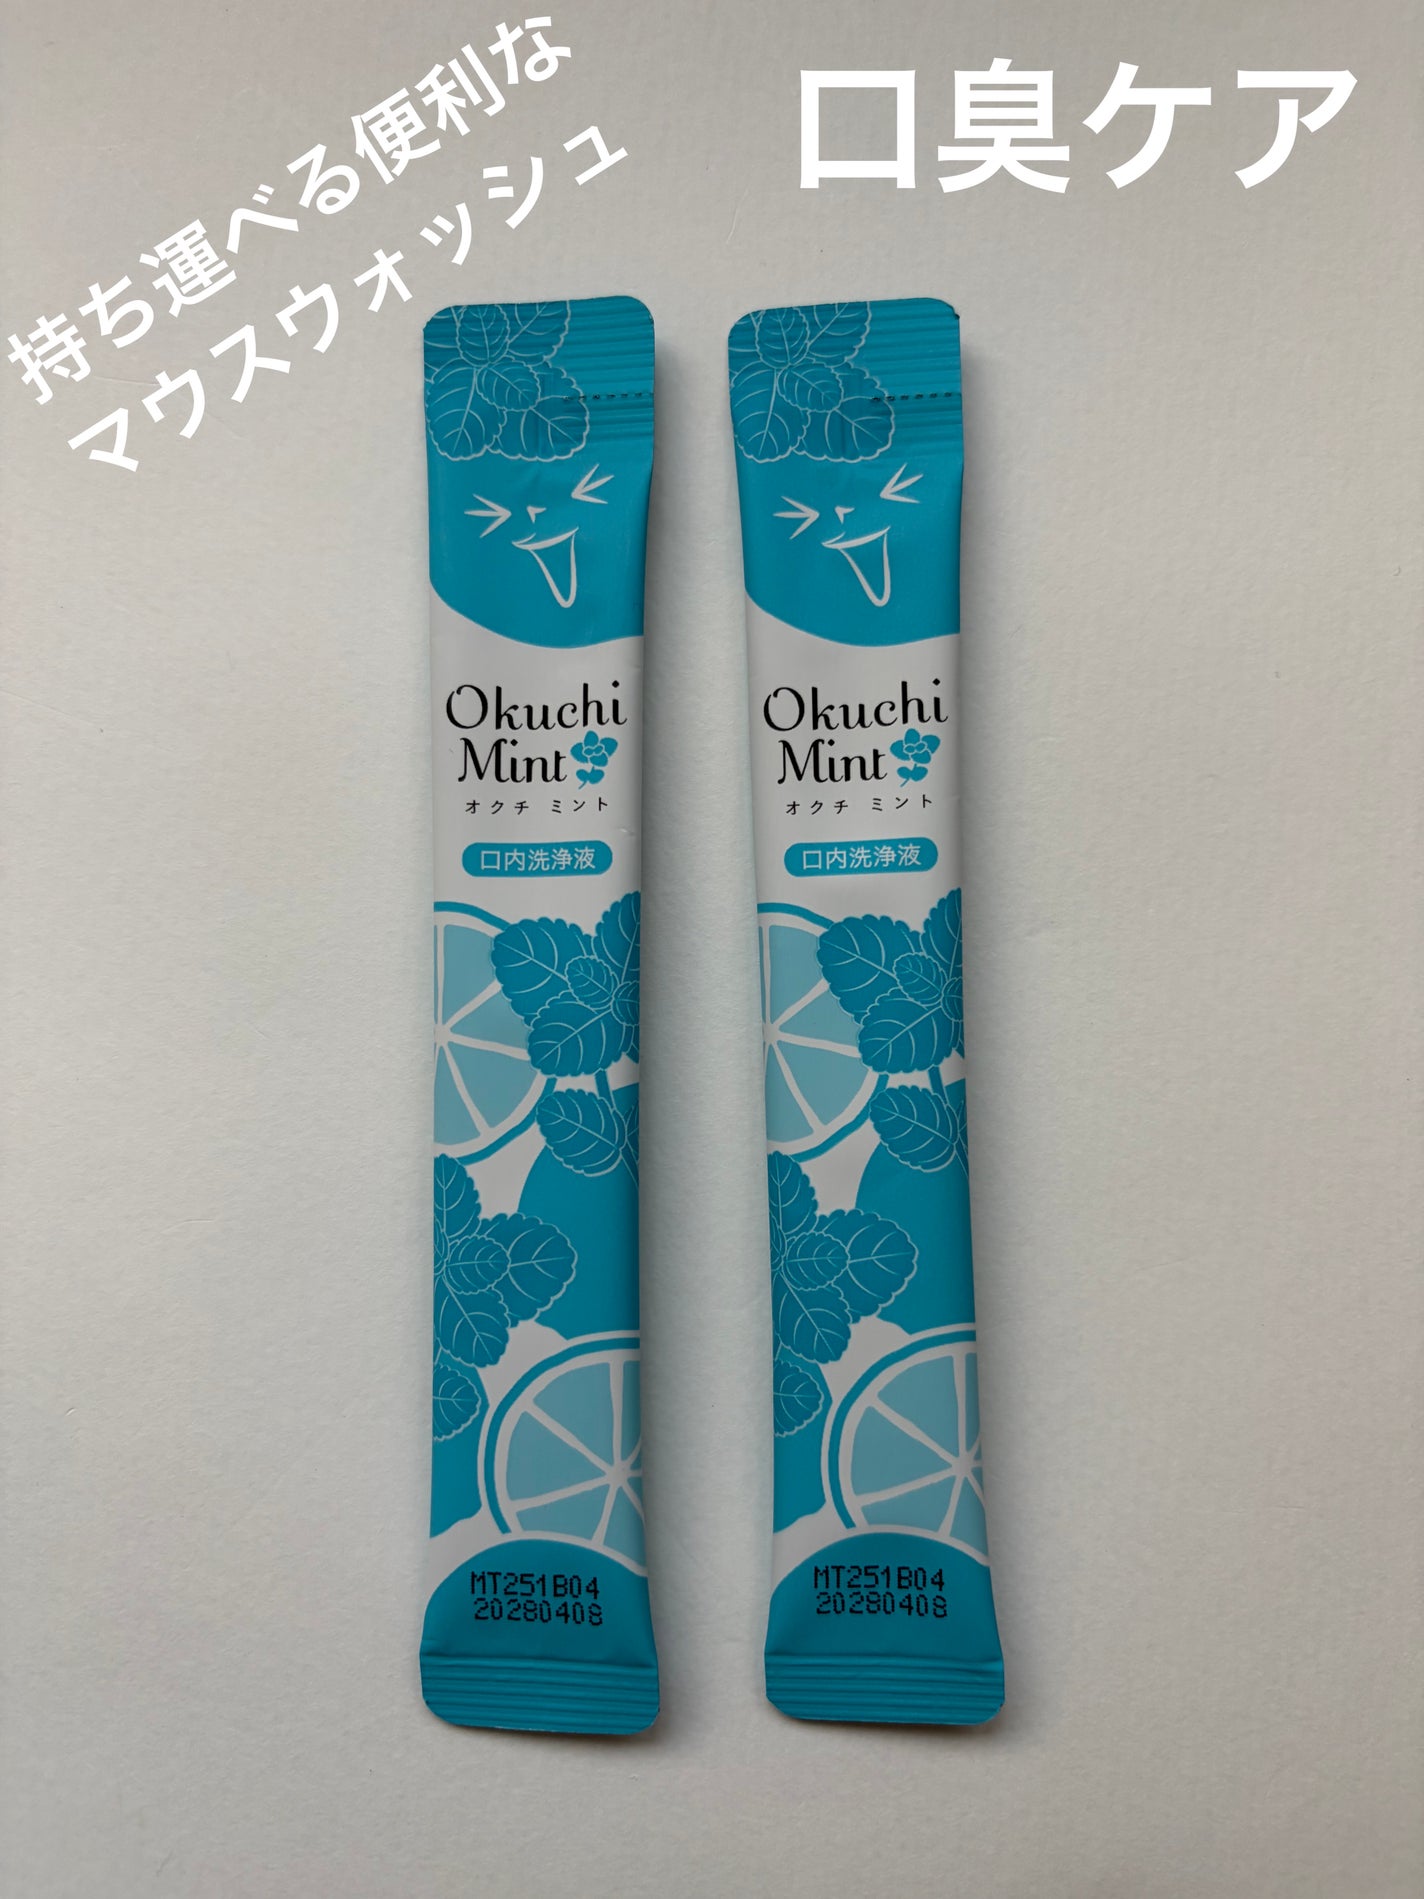 持ち運べる便利な
マウスウォッシュ
口臭ケア
Okuchi
Mint
オクチ ミント
口内洗浄液
MT251B04
20280408
Okuchi
Mint
オクチ ミント
口内洗浄液
MT251B04
20280408